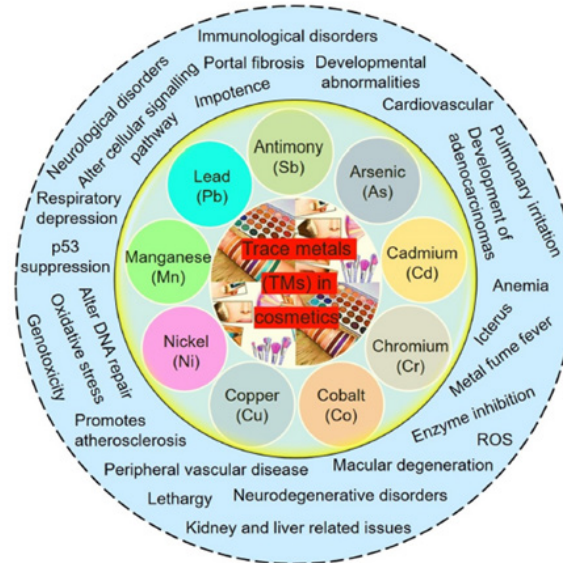 Immunological disorders
Portal fibrosis
Developmental
abnormalities
Impotence
Cardiovascular
Neurological disorders
Alter cellular signalling
pathway
Pulmonary irritation
Development of
adenocarcinomas
Respiratory
depression
p53
suppression
Anemia
Icterus
Metal fume fever
Alter DNA repair
Oxidative stress
Genotoxicity
Enzyme inhibition
ROS
Promotes
atherosclerosis
Macular degeneration
Peripheral vascular disease
Lethargy
Neurodegenerative disorders
Kidney and liver related issues
Antimony
(Sb)
Arsenic
(As)
Cadmium
(Cd)
Chromium
(Cr)
Cobalt
(Co)
Copper
(Cu)
Nickel
(Ni)
Manganese
(Mn)
Lead
(Pb)
Trace metals
(TMs) in
cosmetics